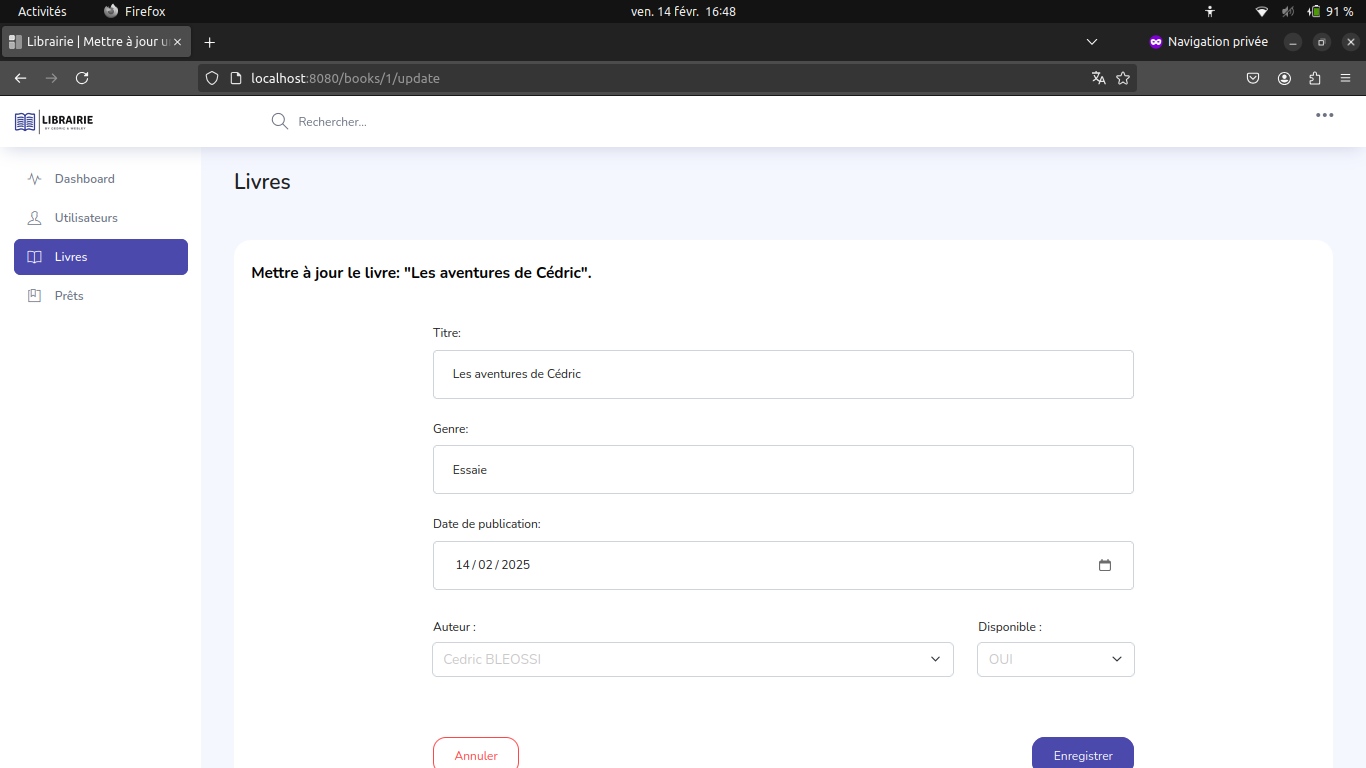 Activités Firefox ven. 14 févr. 16:48 91 %
Librairie | Mettre à jour u
Navigation privée
localhost:8080/books/1/update
LIBRAIRIE
BY CEDRIC & WESLEY
Rechercher...
Dashboard
Utilisateurs
Livres
Prêts
Livres
Mettre à jour le livre: "Les aventures de Cédric".
Titre:
Les aventures de Cédric
Genre:
Essaie
Date de publication:
14 / 02 / 2025
Auteur : Disponible :
Cedric BLEOSSI OUI
Annuler Enregistrer